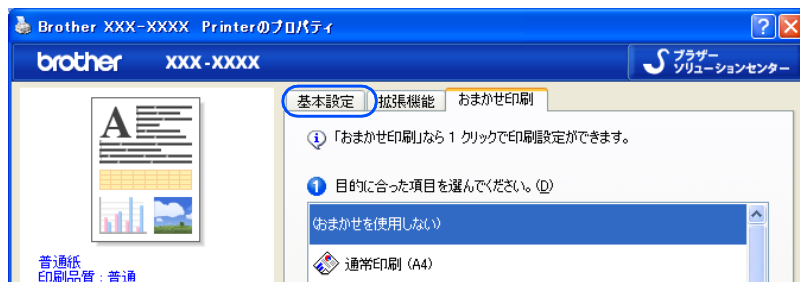 Brother XXX-XXXX Printerのプロパティ
brother XXX-XXXX
ブラザー
ソリューションセンター
基本設定 拡張機能 おまかせ印刷
「おまかせ印刷」なら 1 クリックで印刷設定ができます。
1 目的に合った項目を選んでください。(D)
(おまかせを使用しない)
通常印刷 (A4)
A
普通紙
印刷品質 : 普通